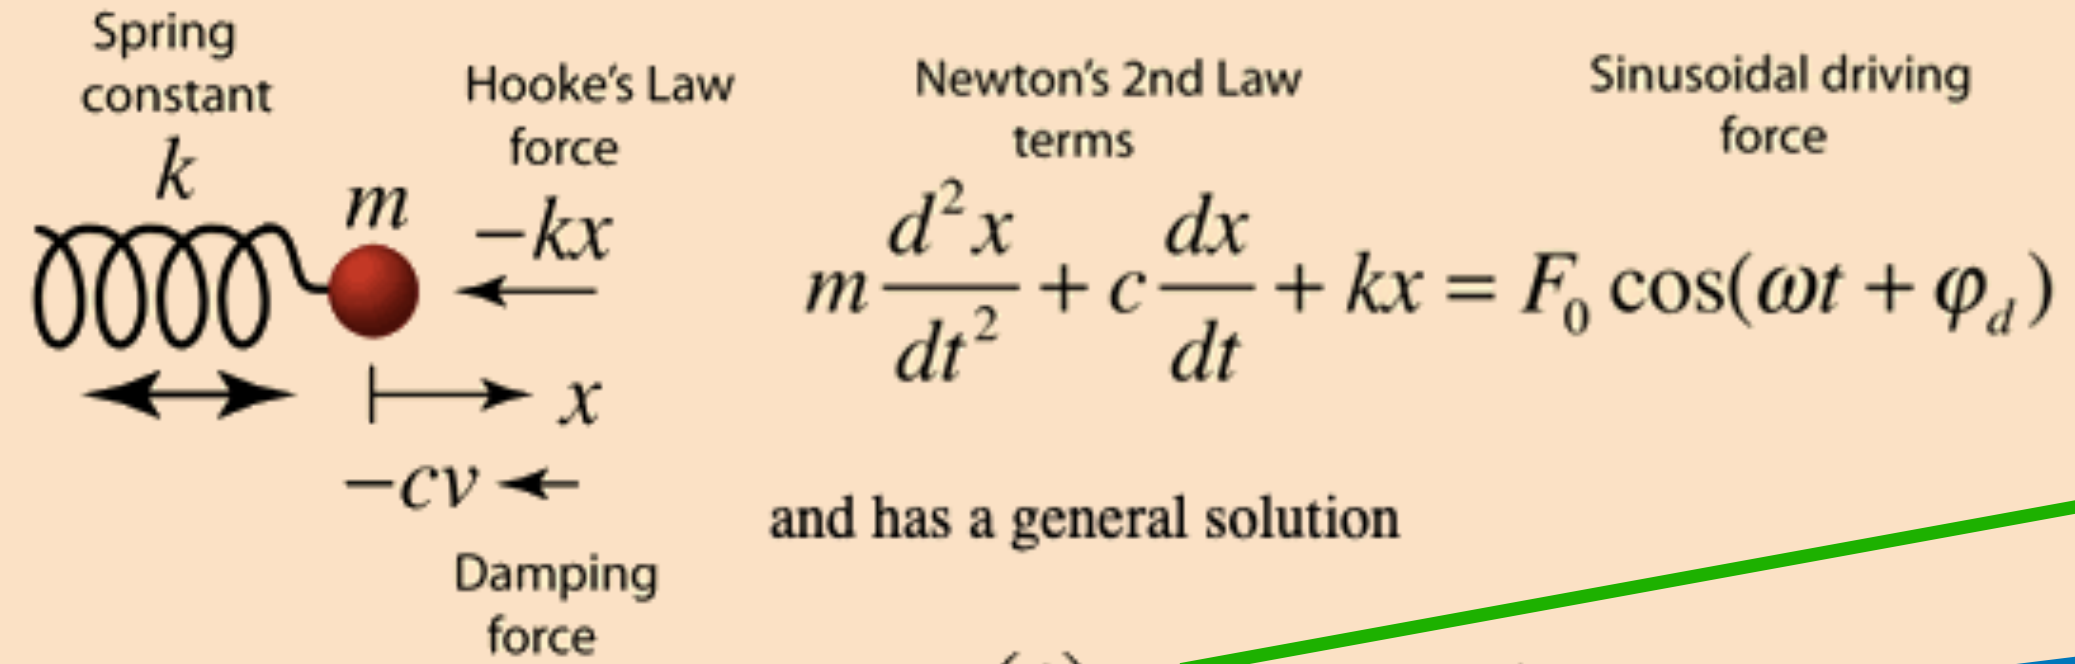 Spring
constant
k
m
Hooke's Law
force
−kx
x
−cv
Damping
force
Newton's 2nd Law
terms
Sinusoidal driving
force
m d²x/dt² + c dx/dt + kx = F₀ cos(ωt + φ_d)
and has a general solution